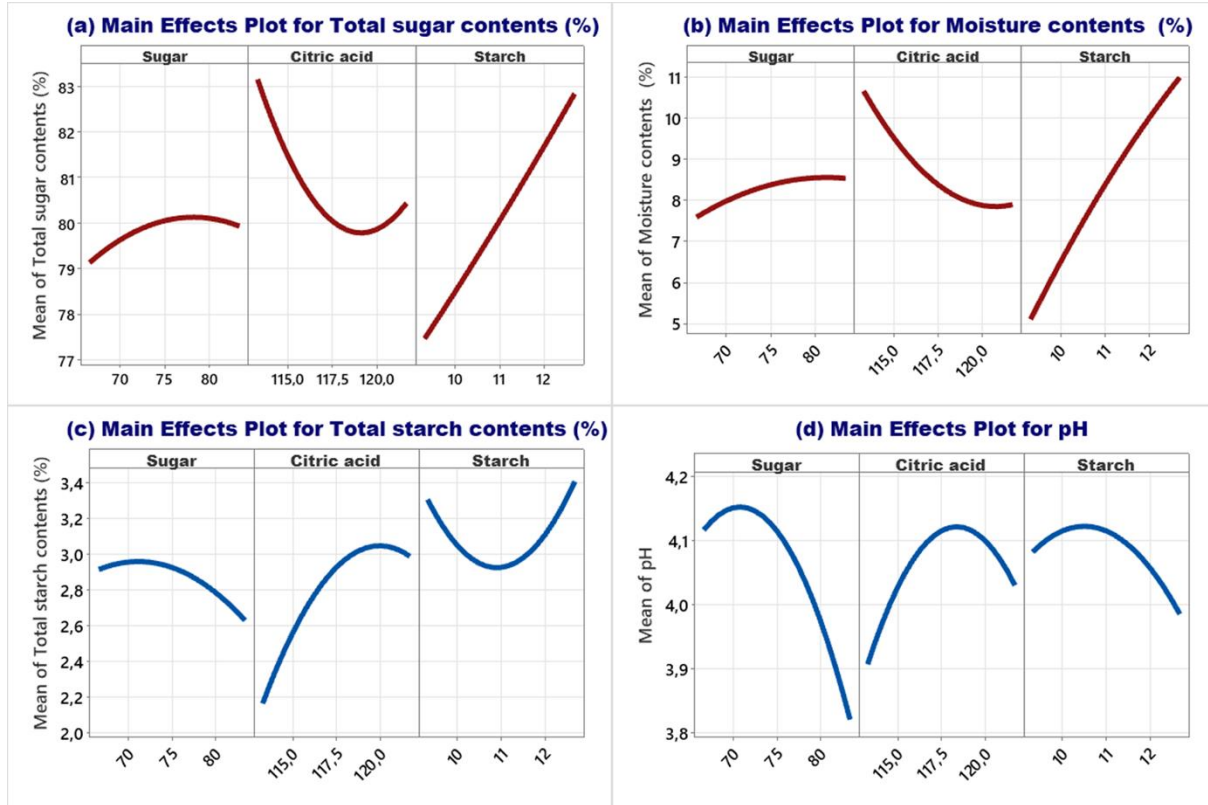 (a) Main Effects Plot for Total sugar contents (%)
Sugar Citric acid Starch
Mean of Total sugar contents (%)
83
82
81
80
79
78
77
70 75 80 115,0 117,5 120,0 10 11 12
(b) Main Effects Plot for Moisture contents (%)
Sugar Citric acid Starch
Mean of Moisture contents (%)
11
10
9
8
7
6
5
70 75 80 115,0 117,5 120,0 10 11 12
(c) Main Effects Plot for Total starch contents (%)
Sugar Citric acid Starch
Mean of Total starch contents (%)
3,4
3,2
3,0
2,8
2,6
2,4
2,2
2,0
70 75 80 115,0 117,5 120,0 10 11 12
(d) Main Effects Plot for pH
Sugar Citric acid Starch
Mean of pH
4,2
4,1
4,0
3,9
3,8
70 75 80 115,0 117,5 120,0 10 11 12